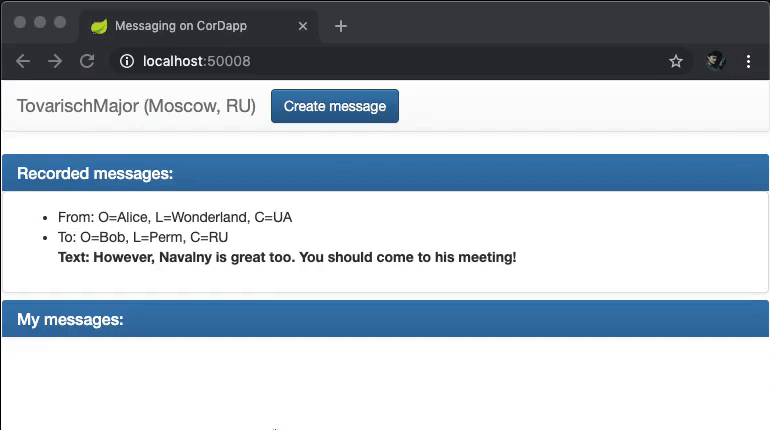 Messaging on CorDapp
localhost:50008
TovarischMajor (Moscow, RU) Create message
Recorded messages:
From: O=Alice, L=Wonderland, C=UA
To: O=Bob, L=Perm, C=RU
Text: However, Navalny is great too. You should come to his meeting!
My messages: